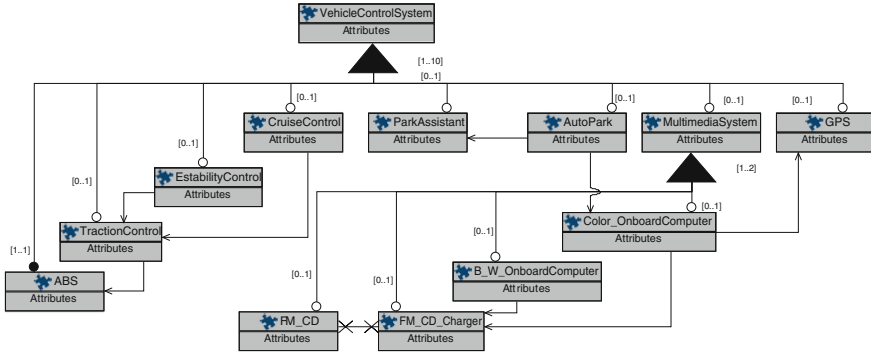 VehicleControlSystem
Attributes
[1..10]
[0..1]
[0..1]
[0..1]
[0..1]
[0..1]
CruiseControl
Attributes
ParkAssistant
Attributes
AutoPark
Attributes
MultimediaSystem
Attributes
GPS
Attributes
[0..1]
[1..2]
EstabilityControl
Attributes
[0..1]
[0..1]
Color_OnboardComputer
Attributes
TractionControl
Attributes
[0..1]
[1..1]
B_W_OnboardComputer
Attributes
[0..1]
[0..1]
ABS
Attributes
FM_CD
Attributes
FM_CD_Charger
Attributes